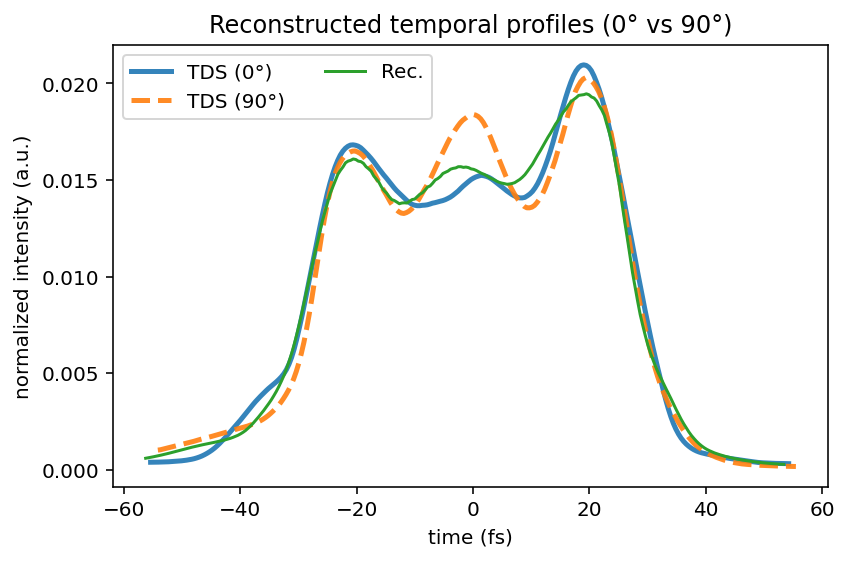 Reconstructed temporal profiles (0° vs 90°)
TDS (0°)
TDS (90°)
Rec.
normalized intensity (a.u.)
0.020
0.015
0.010
0.005
0.000
−60 −40 −20 0 20 40 60
time (fs)